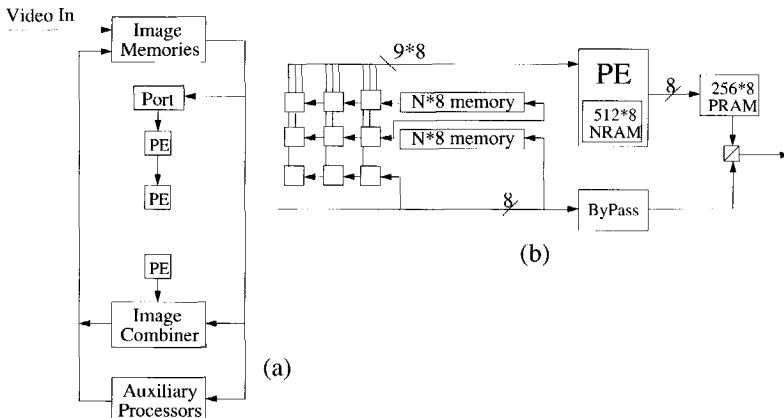 Video In
Image
Memories
Port
PE
PE
PE
Image
Combiner
Auxiliary
Processors
(a)
9*8
N*8 memory
N*8 memory
8
PE
512*8
NRAM
8
256*8
PRAM
ByPass
(b)